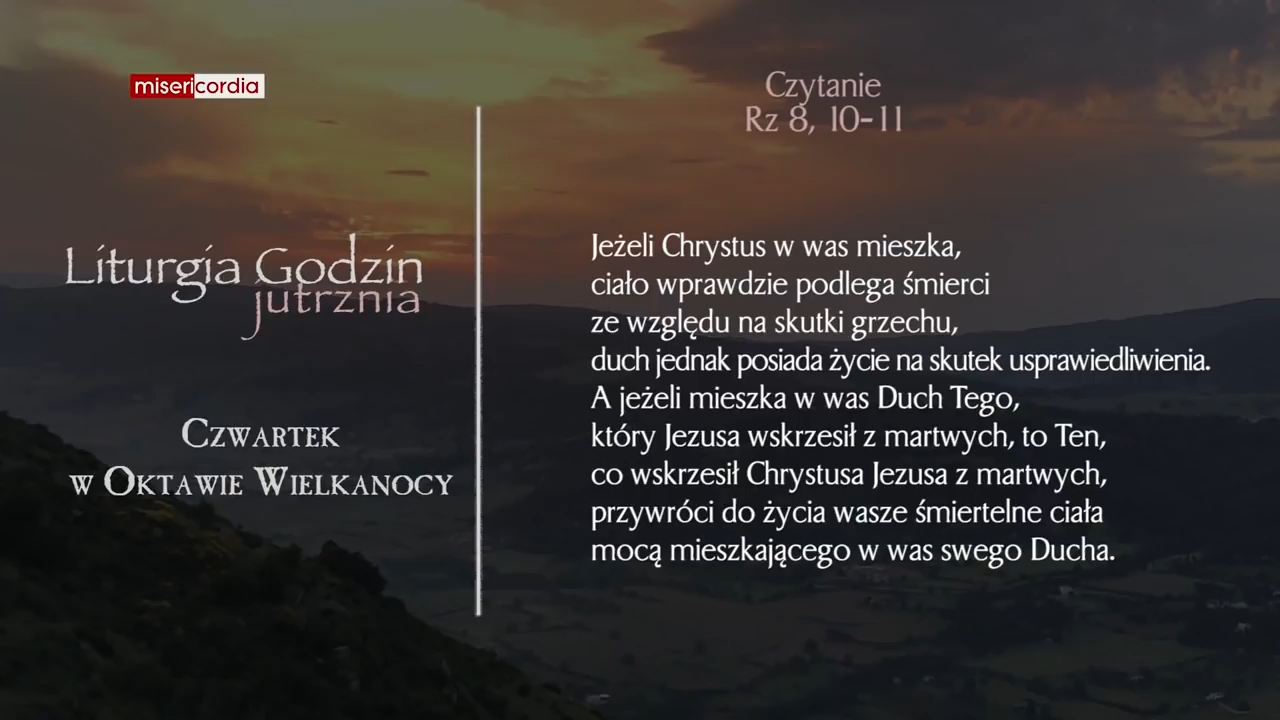 misericordia
Liturgia Godzin
jutrznia
Czwartek
w Oktawie Wielkanocy
Czytanie
Rz 8, 10-11
Jeżeli Chrystus w was mieszka,
ciało wprawdzie podlega śmierci
ze względu na skutki grzechu,
duch jednak posiada życie na skutek usprawiedliwienia.
A jeżeli mieszka w was Duch Tego,
który Jezusa wskrzesił z martwych, to Ten,
co wskrzesił Chrystusa Jezusa z martwych,
przywróci do życia wasze śmiertelne ciała
mocą mieszkającego w was swego Ducha.